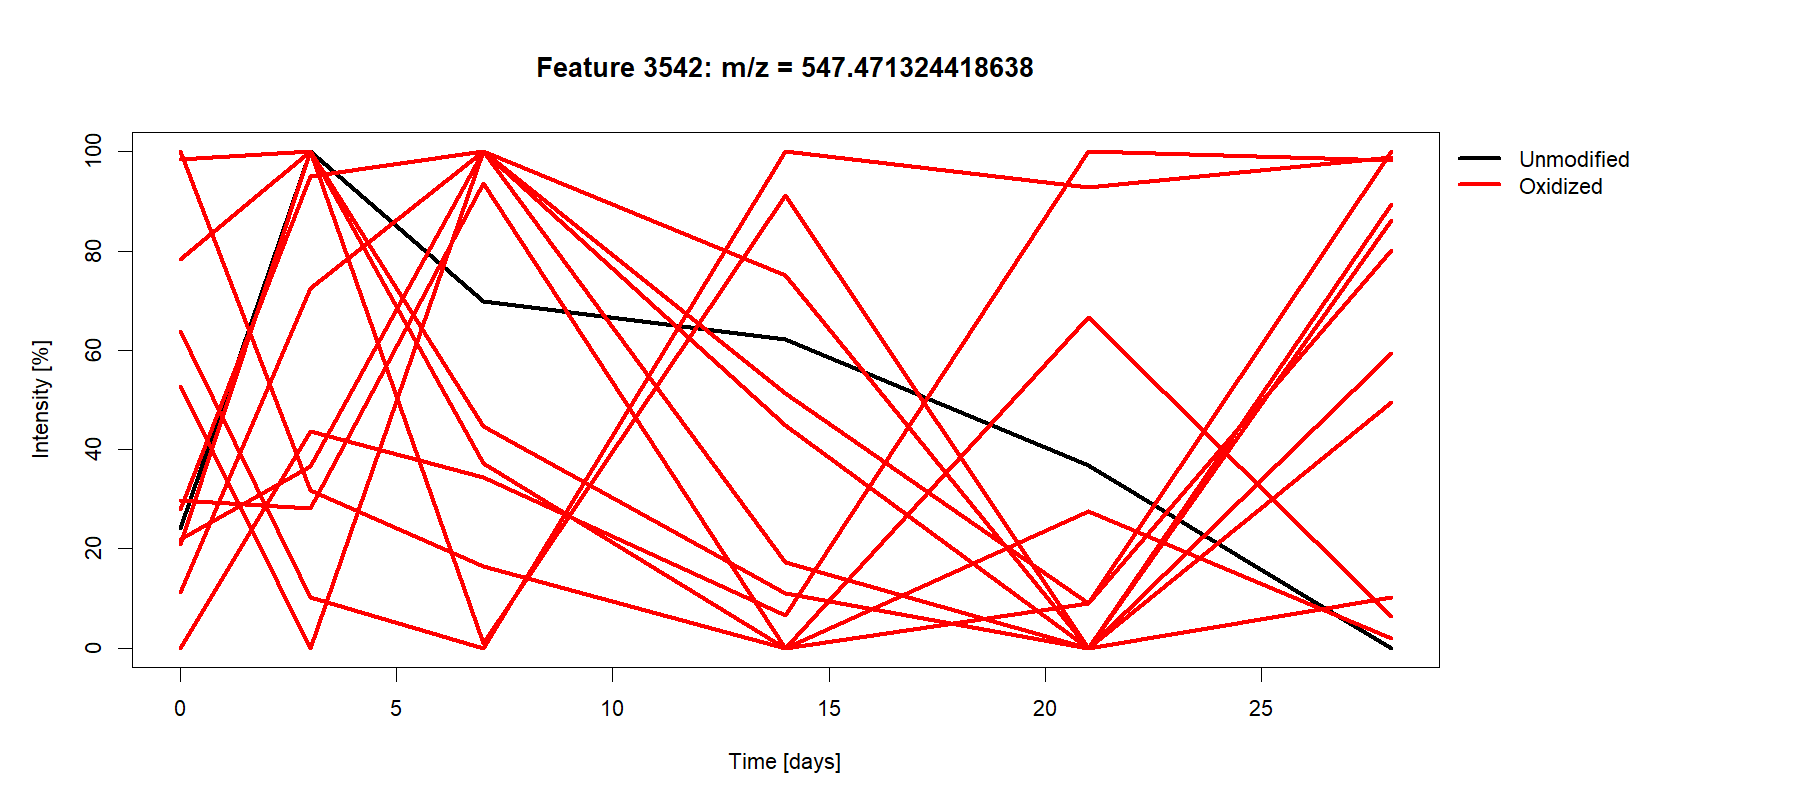 Feature 3542: m/z = 547.471324418638
Unmodified
Oxidized
Intensity [%]
100
80
60
40
20
0
0 5 10 15 20 25
Time [days]